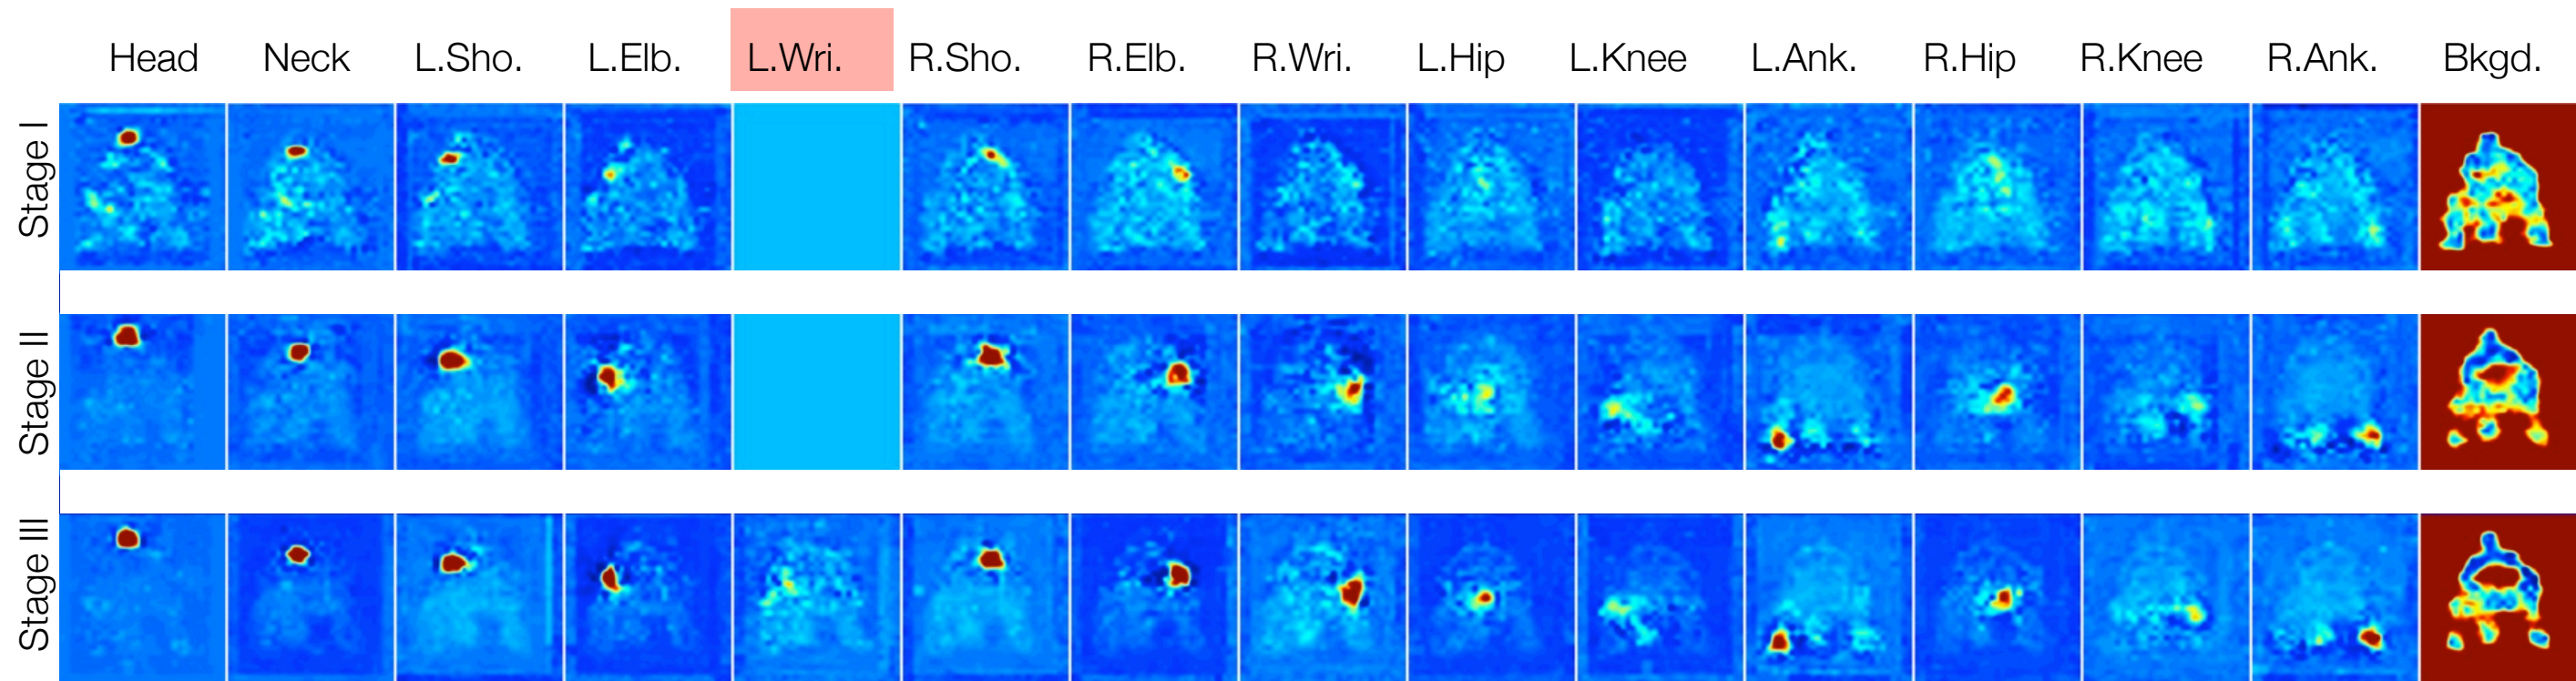 Head Neck L.Sho. L.Elb. L.Wri. R.Sho. R.Elb. R.Wri. L.Hip L.Knee L.Ank. R.Hip R.Knee R.Ank. Bkgd.
Stage I
Stage II
Stage III